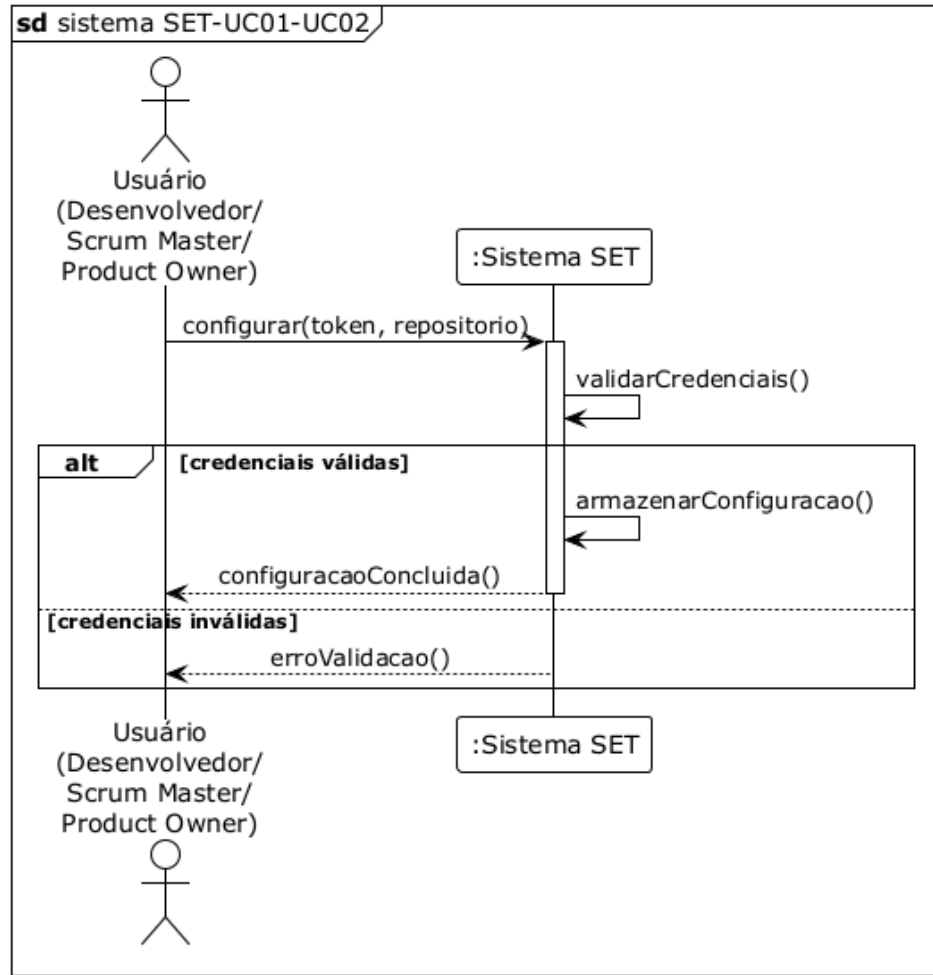 sd sistema SET-UC01-UC02
Usuário
(Desenvolvedor/
Scrum Master/
Product Owner)
:Sistema SET
configurar(token, repositorio)
validarCredenciais()
alt
[credenciais válidas]
armazenarConfiguracao()
configuracaoConcluida()
[credenciais inválidas]
erroValidacao()
Usuário
(Desenvolvedor/
Scrum Master/
Product Owner)
:Sistema SET